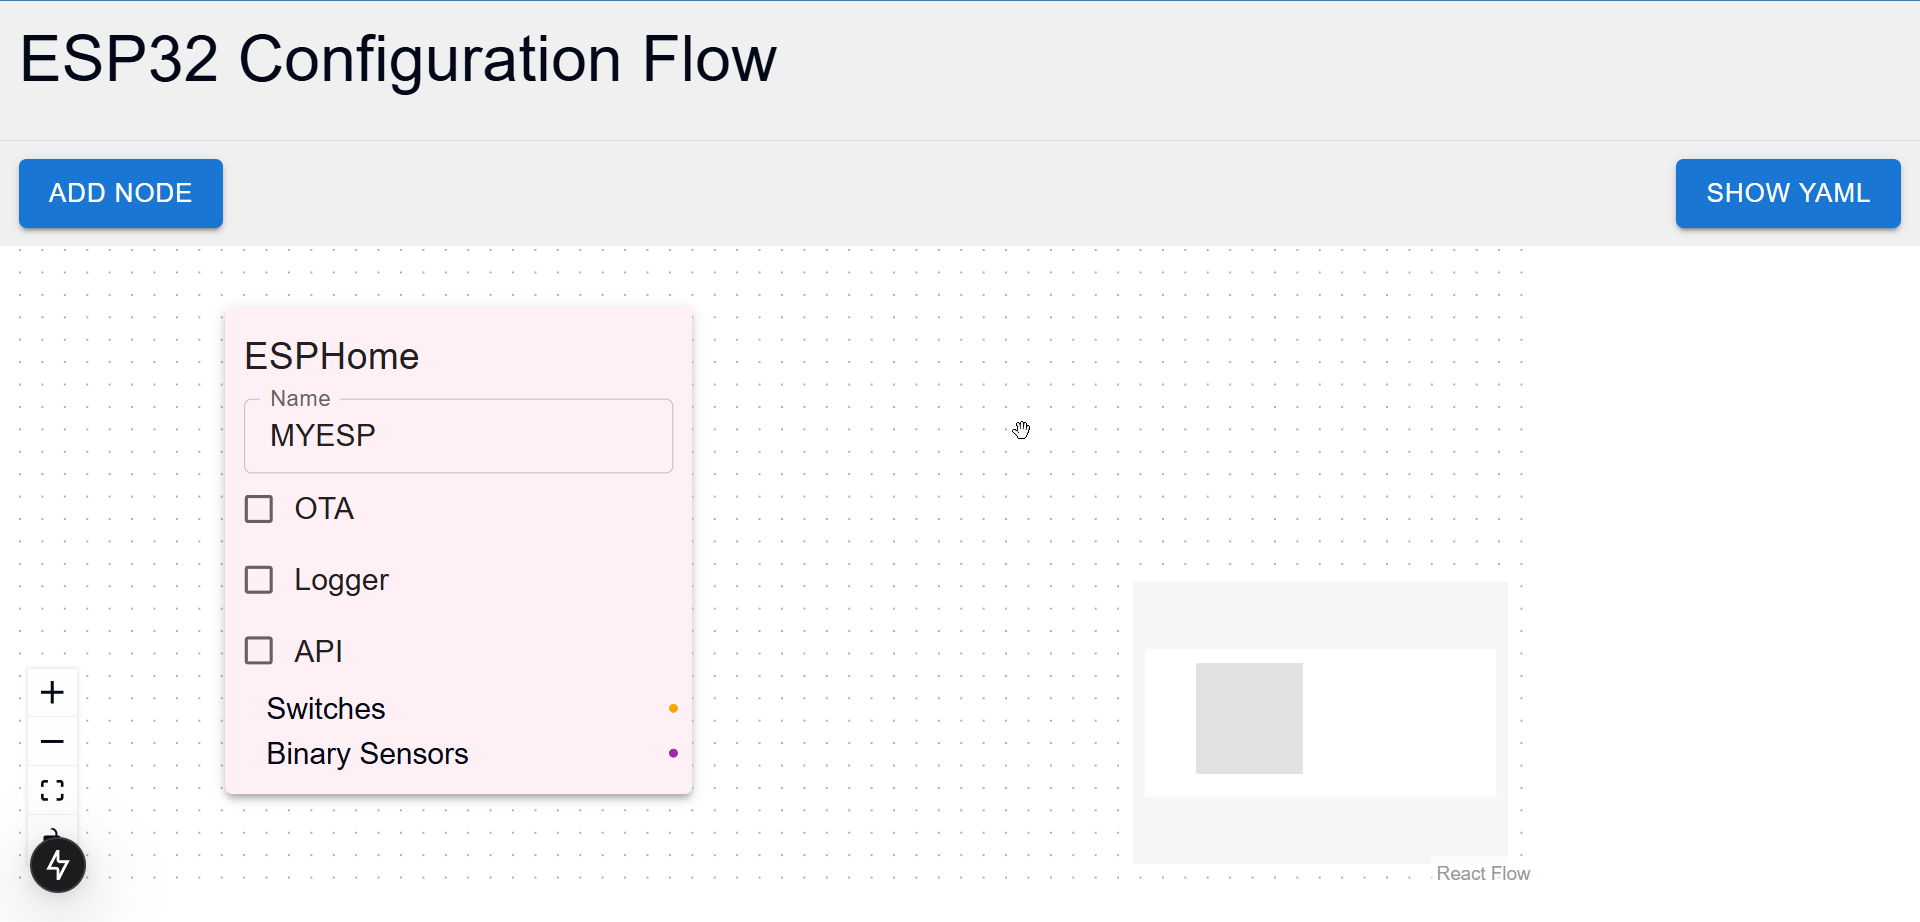 ESP32 Configuration Flow
ADD NODE
SHOW YAML
ESPHome
Name
MYESP
OTA
Logger
API
Switches
Binary Sensors
React Flow